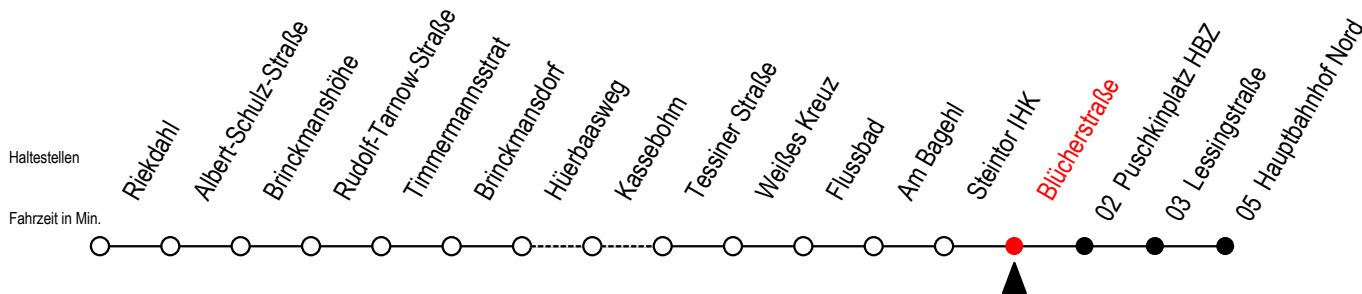 Haltestellen
Fahrzeit in Min.
Riekdahl
Albert-Schulz-Straße
Brinckmanshöhe
Rudolf-Tarnow-Straße
Timmermannsstrat
Brinckmansdorf
Hüerbaasweg
Kassebohm
Tessiner Straße
Weißes Kreuz
Flussbad
Am Bagehl
Steintor IHK
Blücherstraße
02 Puschkinplatz HBZ
03 Lessingstraße
05 Hauptbahnhof Nord